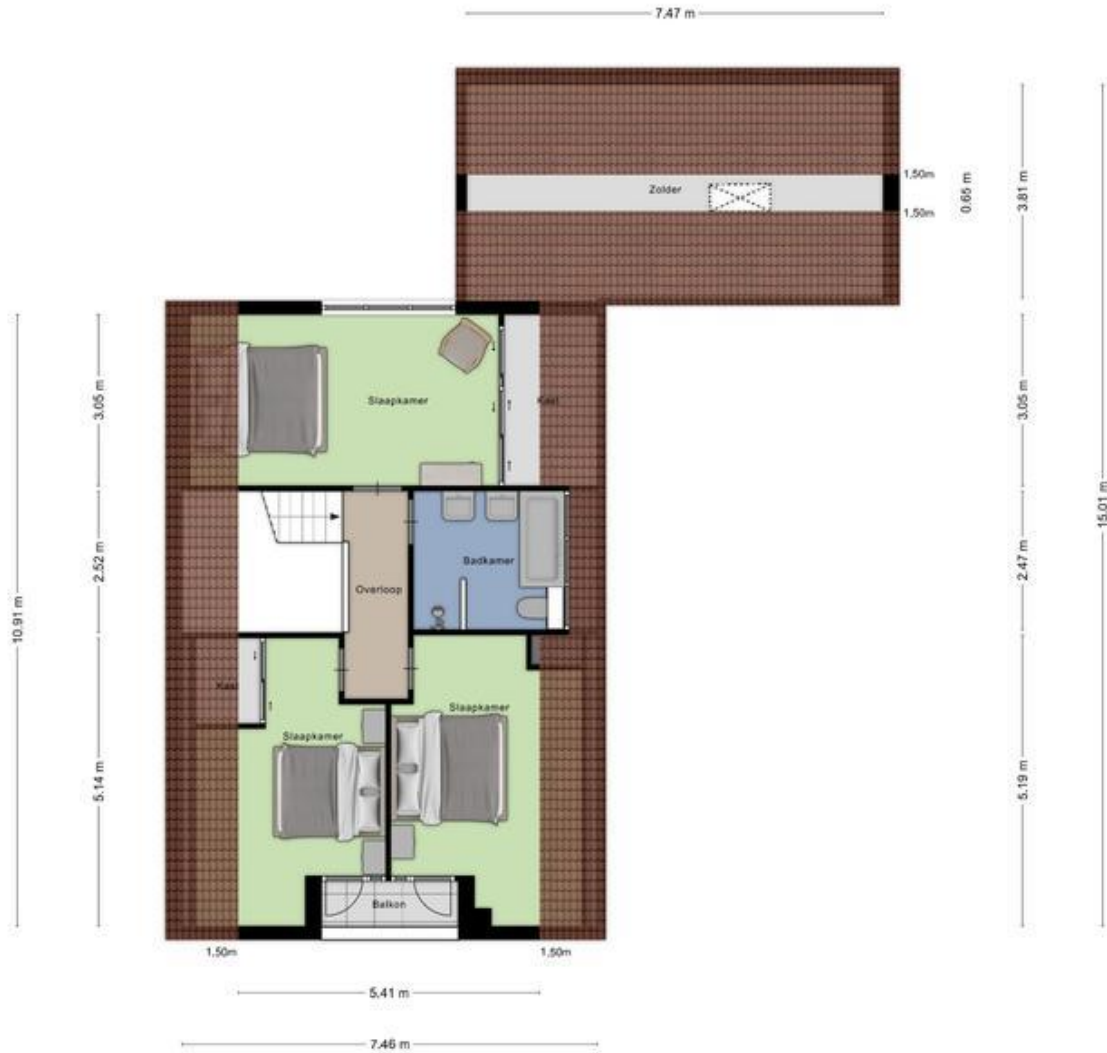 7.47 m
1,50m
Zolder
1,50m
0.65 m
3.81 m
15.01 m
10.91 m
3.05 m
Slaapkamer
Kast
3.05 m
2.52 m
Badkamer
Overloop
2.47 m
Kast
Slaapkamer
Slaapkamer
5.14 m
5.19 m
Balkon
1,50m
1,50m
5.41 m
7.46 m